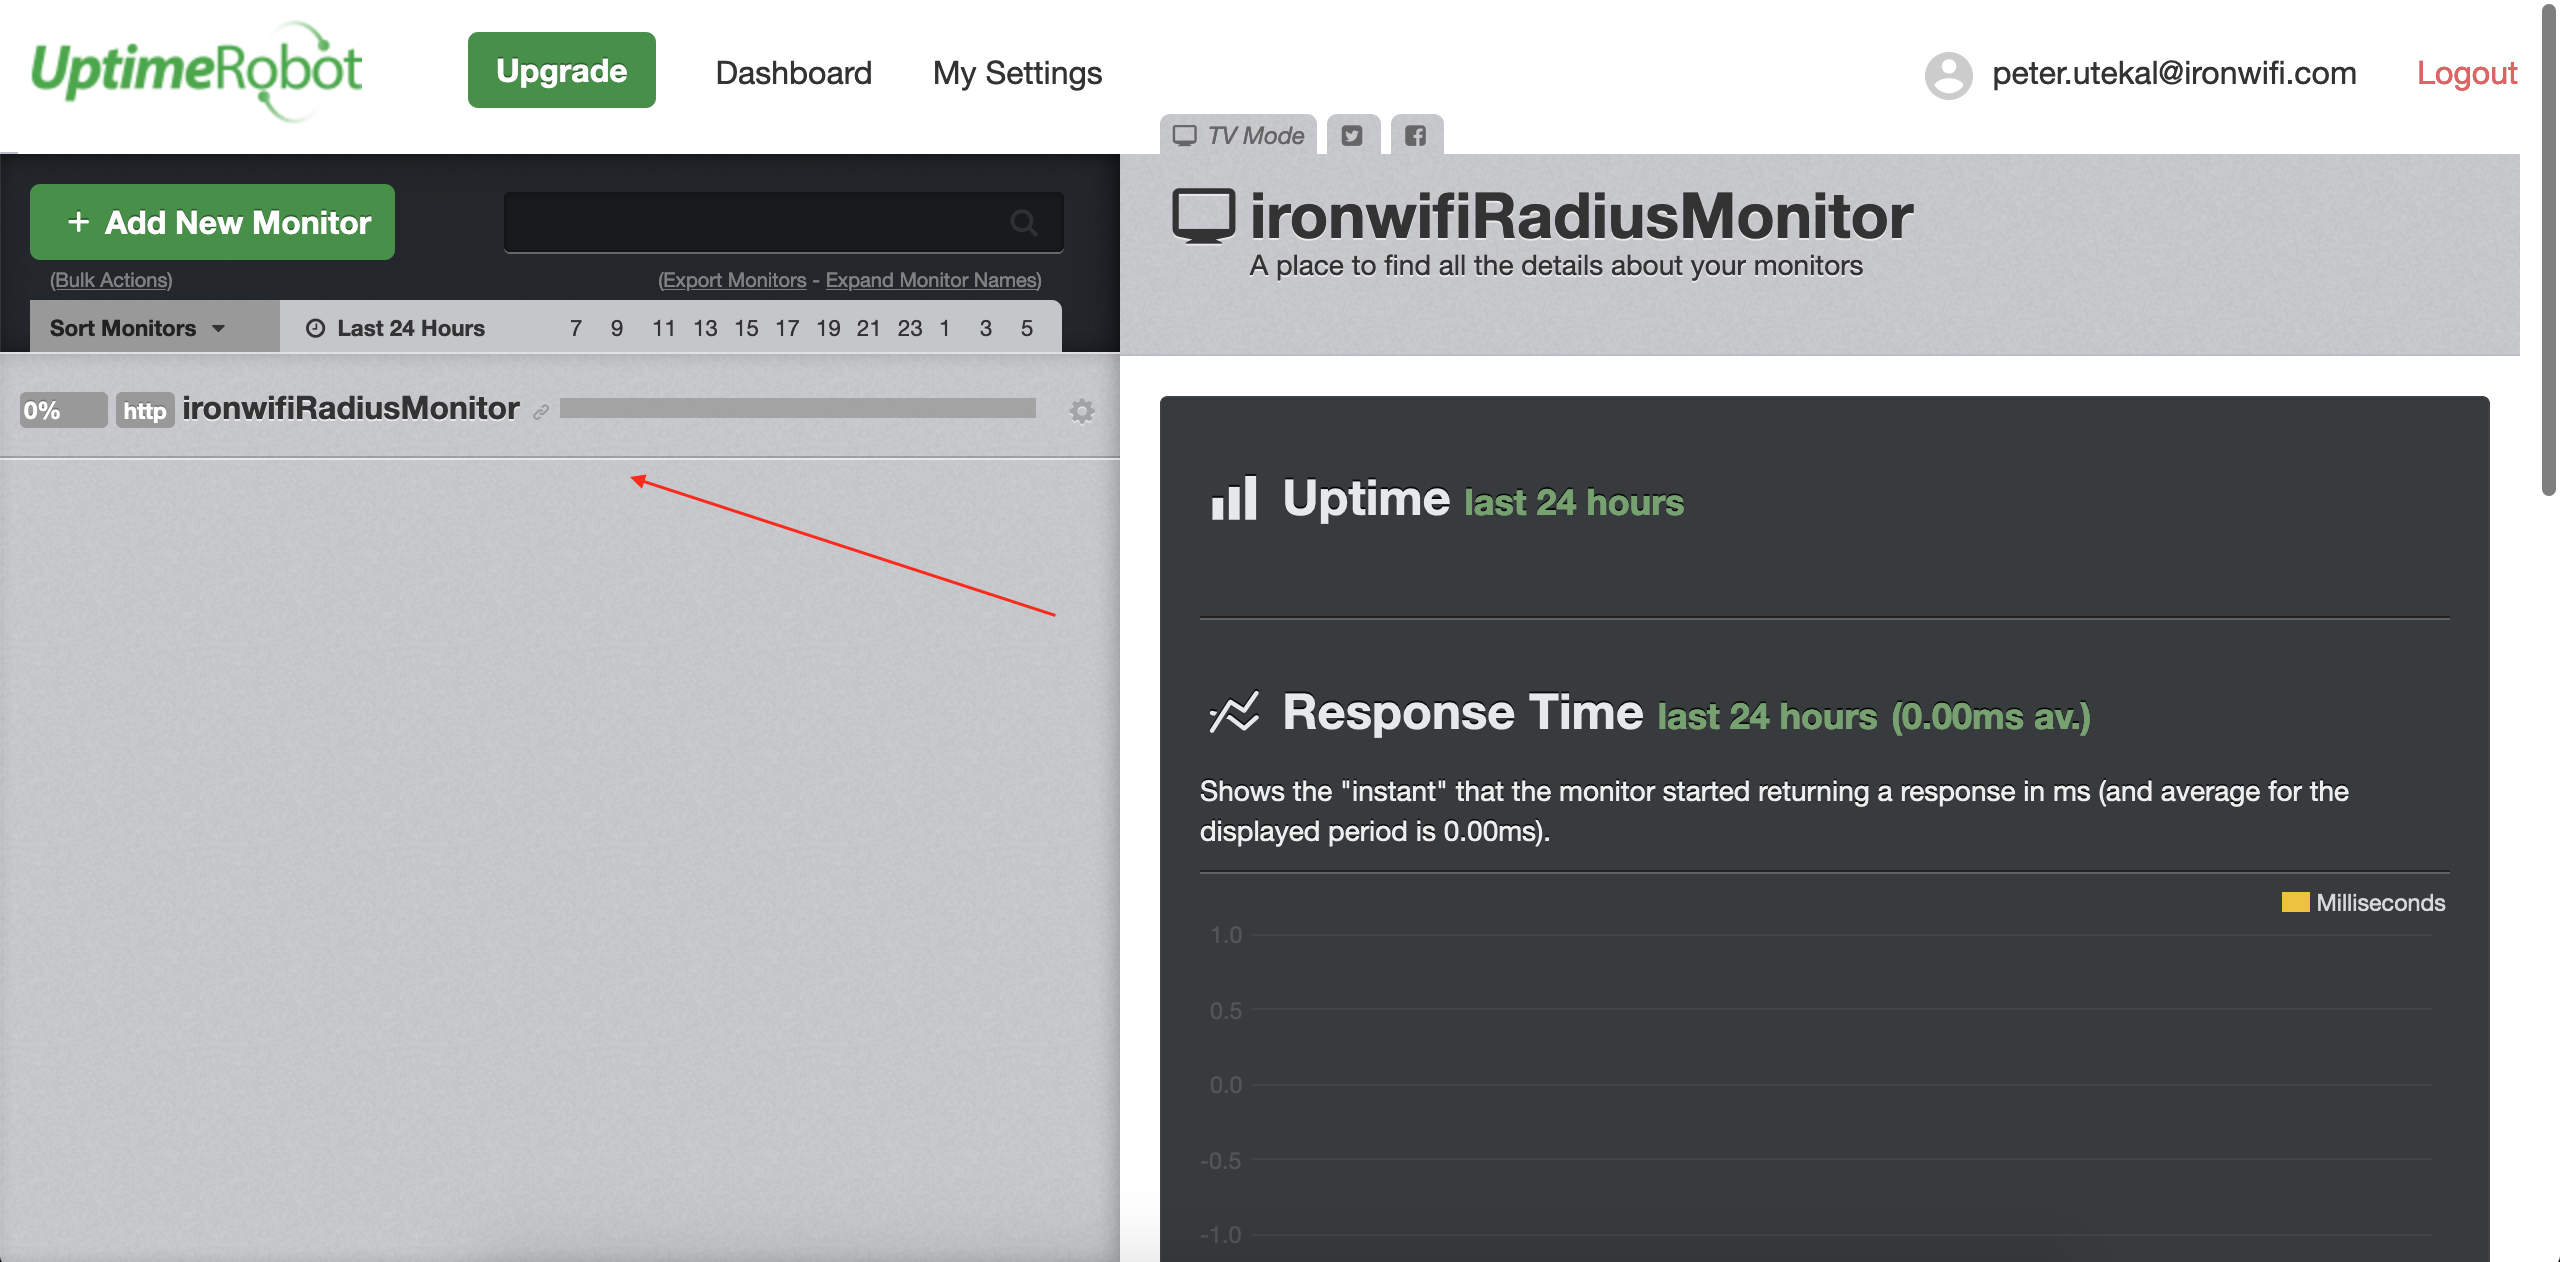 UptimeRobot
Upgrade
Dashboard
My Settings
peter.utekal@ironwifi.com
Logout
TV Mode
+ Add New Monitor
(Bulk Actions)
(Export Monitors - Expand Monitor Names)
Sort Monitors
Last 24 Hours
7 9 11 13 15 17 19 21 23 1 3 5
0% http ironwifiRadiusMonitor
ironwifiRadiusMonitor
A place to find all the details about your monitors
Uptime last 24 hours
Response Time last 24 hours (0.00ms av.)
Shows the "instant" that the monitor started returning a response in ms (and average for the
displayed period is 0.00ms).
Milliseconds
1.0
0.5
0.0
-0.5
-1.0